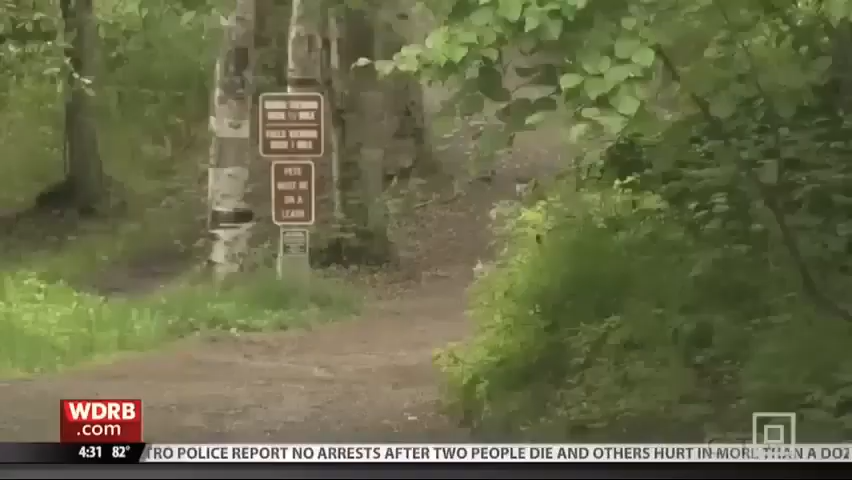 PETS
MUST BE
ON A
LEASH
WDRB
.com
4:31 82°
TRO POLICE REPORT NO ARRESTS AFTER TWO PEOPLE DIE AND OTHERS HURT IN MORE THAN A DOZ